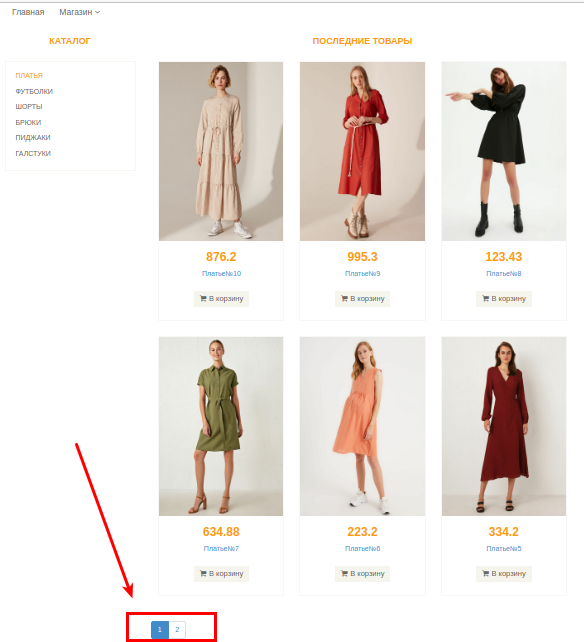 Главная Магазин
КАТАЛОГ
ПЛАТЬЯ
ФУТБОЛКИ
ШОРТЫ
БРЮКИ
ПИДЖАКИ
ГАЛСТУКИ
ПОСЛЕДНИЕ ТОВАРЫ
876.2 995.3 123.43
Платье№10 Платье№9 Платье№8
В корзину В корзину В корзину
634.88 223.2 334.2
Платье№7 Платье№6 Платье№5
В корзину В корзину В корзину
1 2